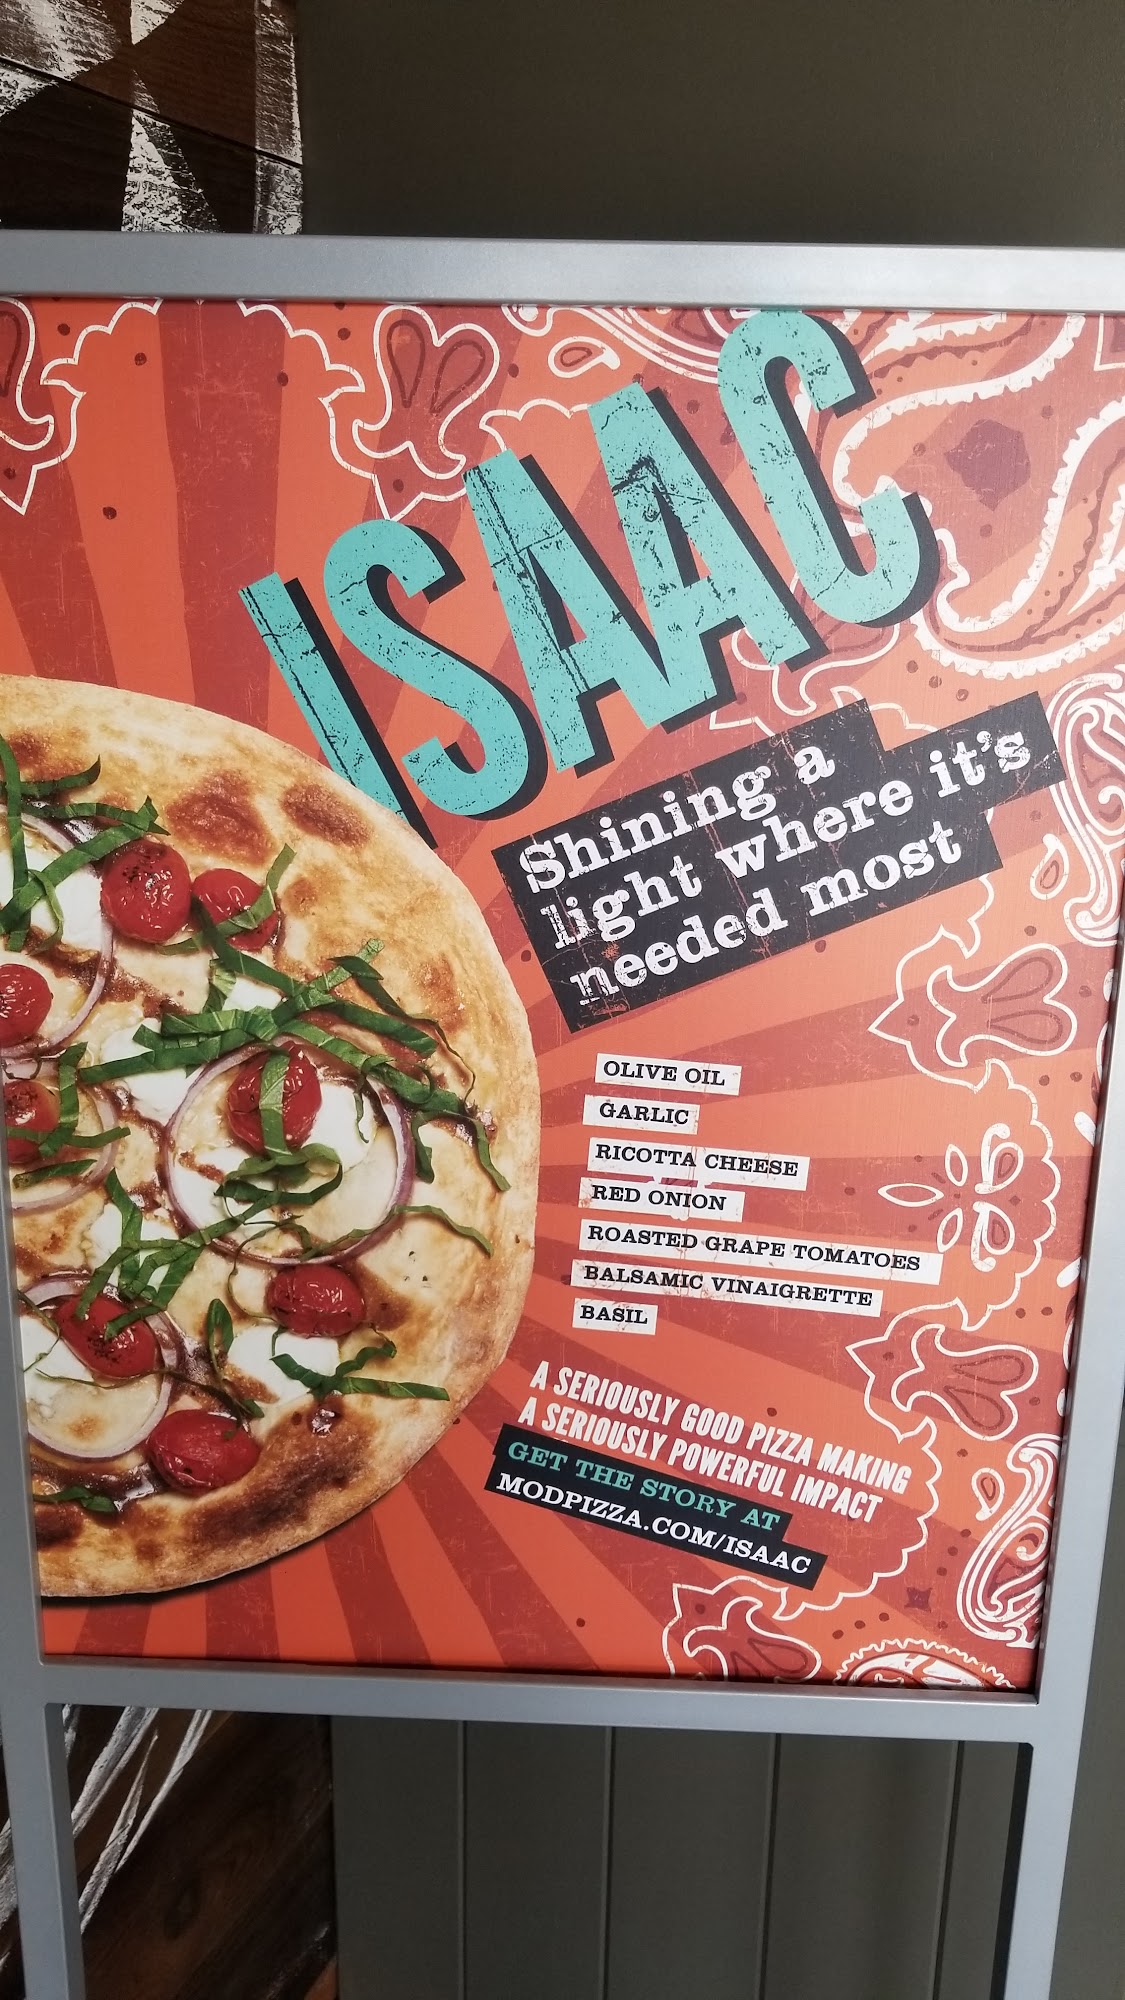 ISAAC
Shining a
light where it's
needed most
OLIVE OIL
GARLIC
RICOTTA CHEESE
RED ONION
ROASTED GRAPE TOMATOES
BALSAMIC VINAIGRETTE
BASIL
A SERIOUSLY GOOD PIZZA MAKING
A SERIOUSLY POWERFUL IMPACT
GET THE STORY AT
MODPIZZA.COM/ISAAC